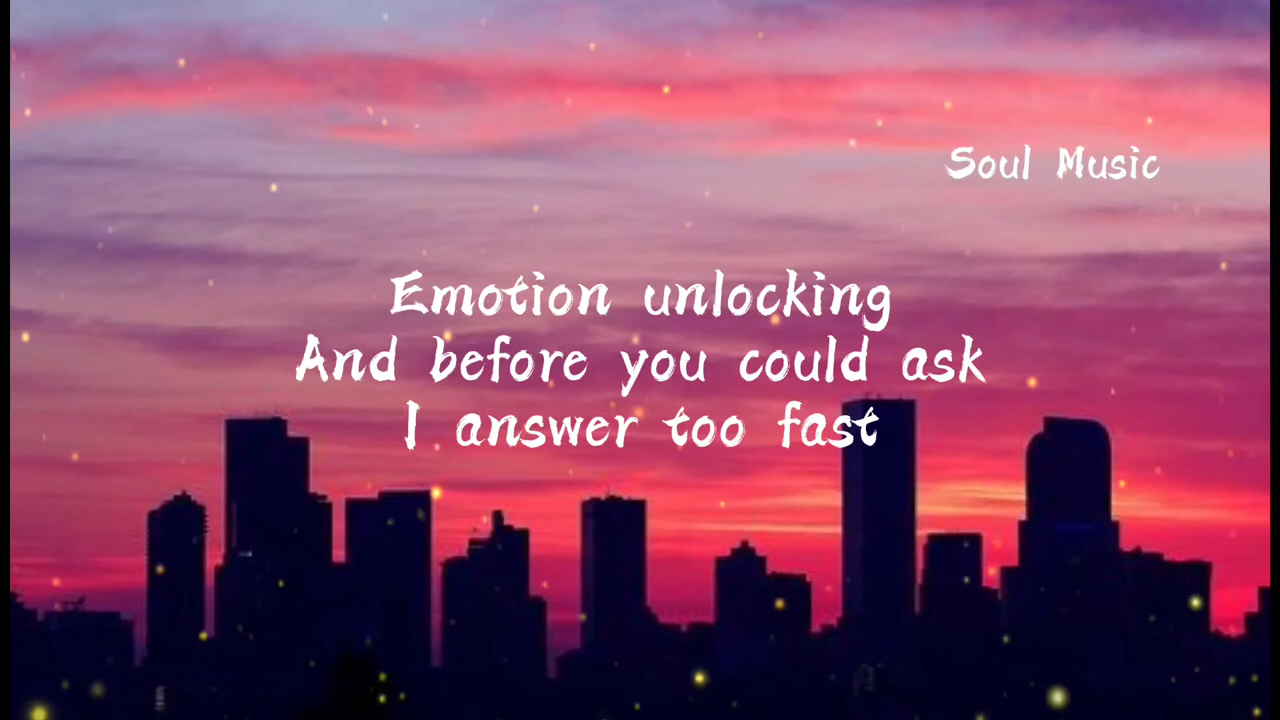 Soul Music
Emotion unlocking
And before you could ask
I answer too fast